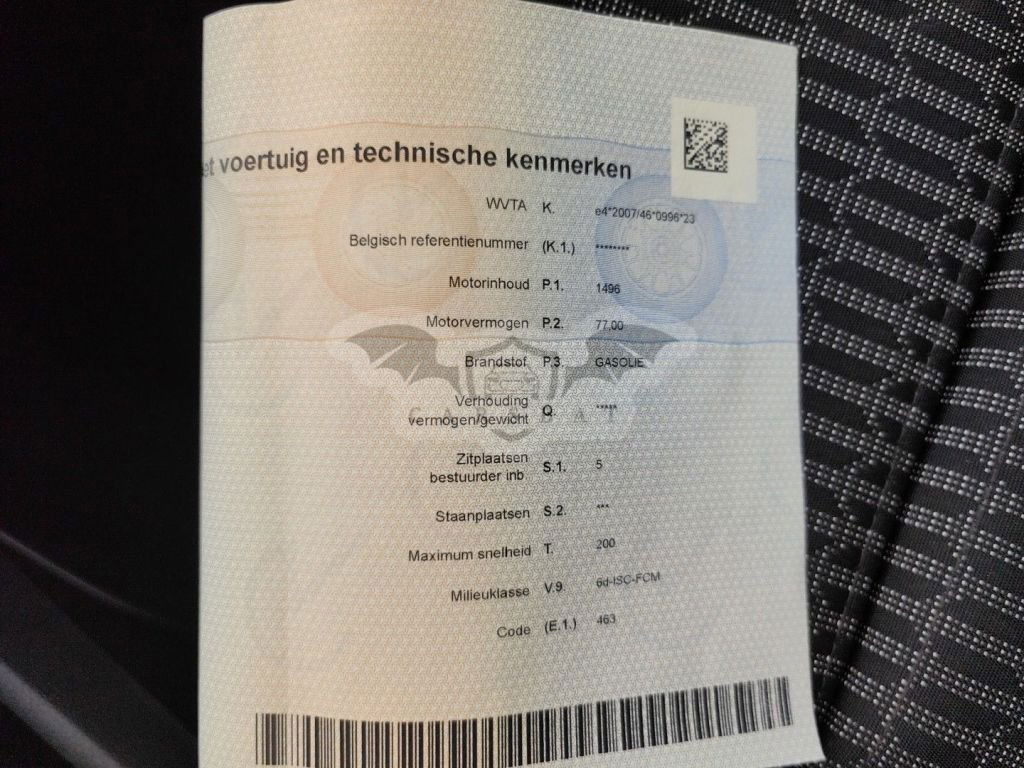 et voertuig en technische kenmerken
WVTA K. e4*2007/46*0996*23
Belgisch referentienummer (K.1.) ********
Motorinhoud P.1. 1496
Motorvermogen P.2. 77.00
Brandstof P.3. GASOLIE
Verhouding
vermogen/gewicht Q. *****
Zitplaatsen
bestuurder inb. S.1. 5
Staanplaatsen S.2. ***
Maximum snelheid T. 200
Milieuklasse V.9. 6d-ISC-FCM
Code (E.1.) 463